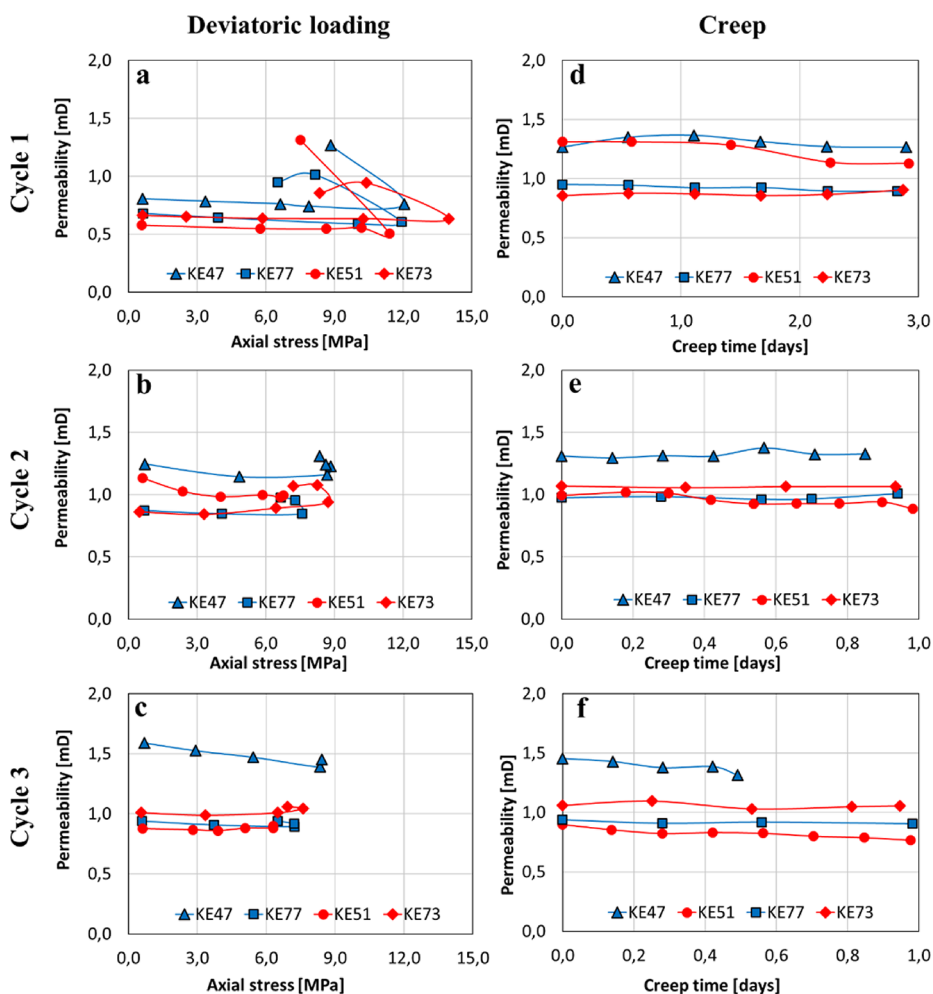 Deviatoric loading
Creep
Cycle 1
Permeability [mD]
2,0
1,5
1,0
0,5
0,0
a
KE47 KE77 KE51 KE73
0,0 3,0 6,0 9,0 12,0 15,0
Axial stress [MPa]
Permeability [mD]
2,0
1,5
1,0
0,5
0,0
d
KE47 KE77 KE51 KE73
0,0 1,0 2,0 3,0
Creep time [days]
Cycle 2
Permeability [mD]
2,0
1,5
1,0
0,5
0,0
b
KE47 KE77 KE51 KE73
0,0 3,0 6,0 9,0 12,0 15,0
Axial stress [MPa]
Permeability [mD]
2,0
1,5
1,0
0,5
0,0
e
KE47 KE77 KE51 KE73
0,0 0,2 0,4 0,6 0,8 1,0
Creep time [days]
Cycle 3
Permeability [mD]
2,0
1,5
1,0
0,5
0,0
c
KE47 KE77 KE51 KE73
0,0 3,0 6,0 9,0 12,0 15,0
Axial stress [MPa]
Permeability [mD]
2,0
1,5
1,0
0,5
0,0
f
KE47 KE51 KE77 KE73
0,0 0,2 0,4 0,6 0,8 1,0
Creep time [days]